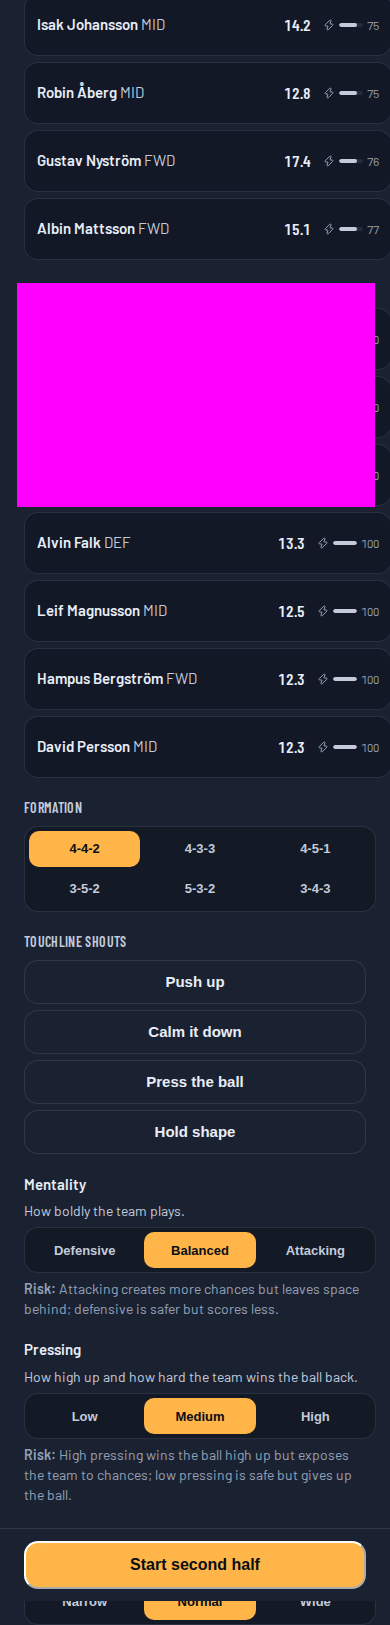 Isak Johansson MID 14.2 75
Robin Åberg MID 12.8 75
Gustav Nyström FWD 17.4 76
Albin Mattsson FWD 15.1 77
Alvin Falk DEF 13.3 100
Leif Magnusson MID 12.5 100
Hampus Bergström FWD 12.3 100
David Persson MID 12.3 100
FORMATION
4-4-2 4-3-3 4-5-1
3-5-2 5-3-2 3-4-3
TOUCHLINE SHOUTS
Push up
Calm it down
Press the ball
Hold shape
Mentality
How boldly the team plays.
Defensive Balanced Attacking
Risk: Attacking creates more chances but leaves space
behind; defensive is safer but scores less.
Pressing
How high up and how hard the team wins the ball back.
Low Medium High
Risk: High pressing wins the ball high up but exposes
the team to chances; low pressing is safe but gives up
the ball.
Start second half
Narrow Normal Wide